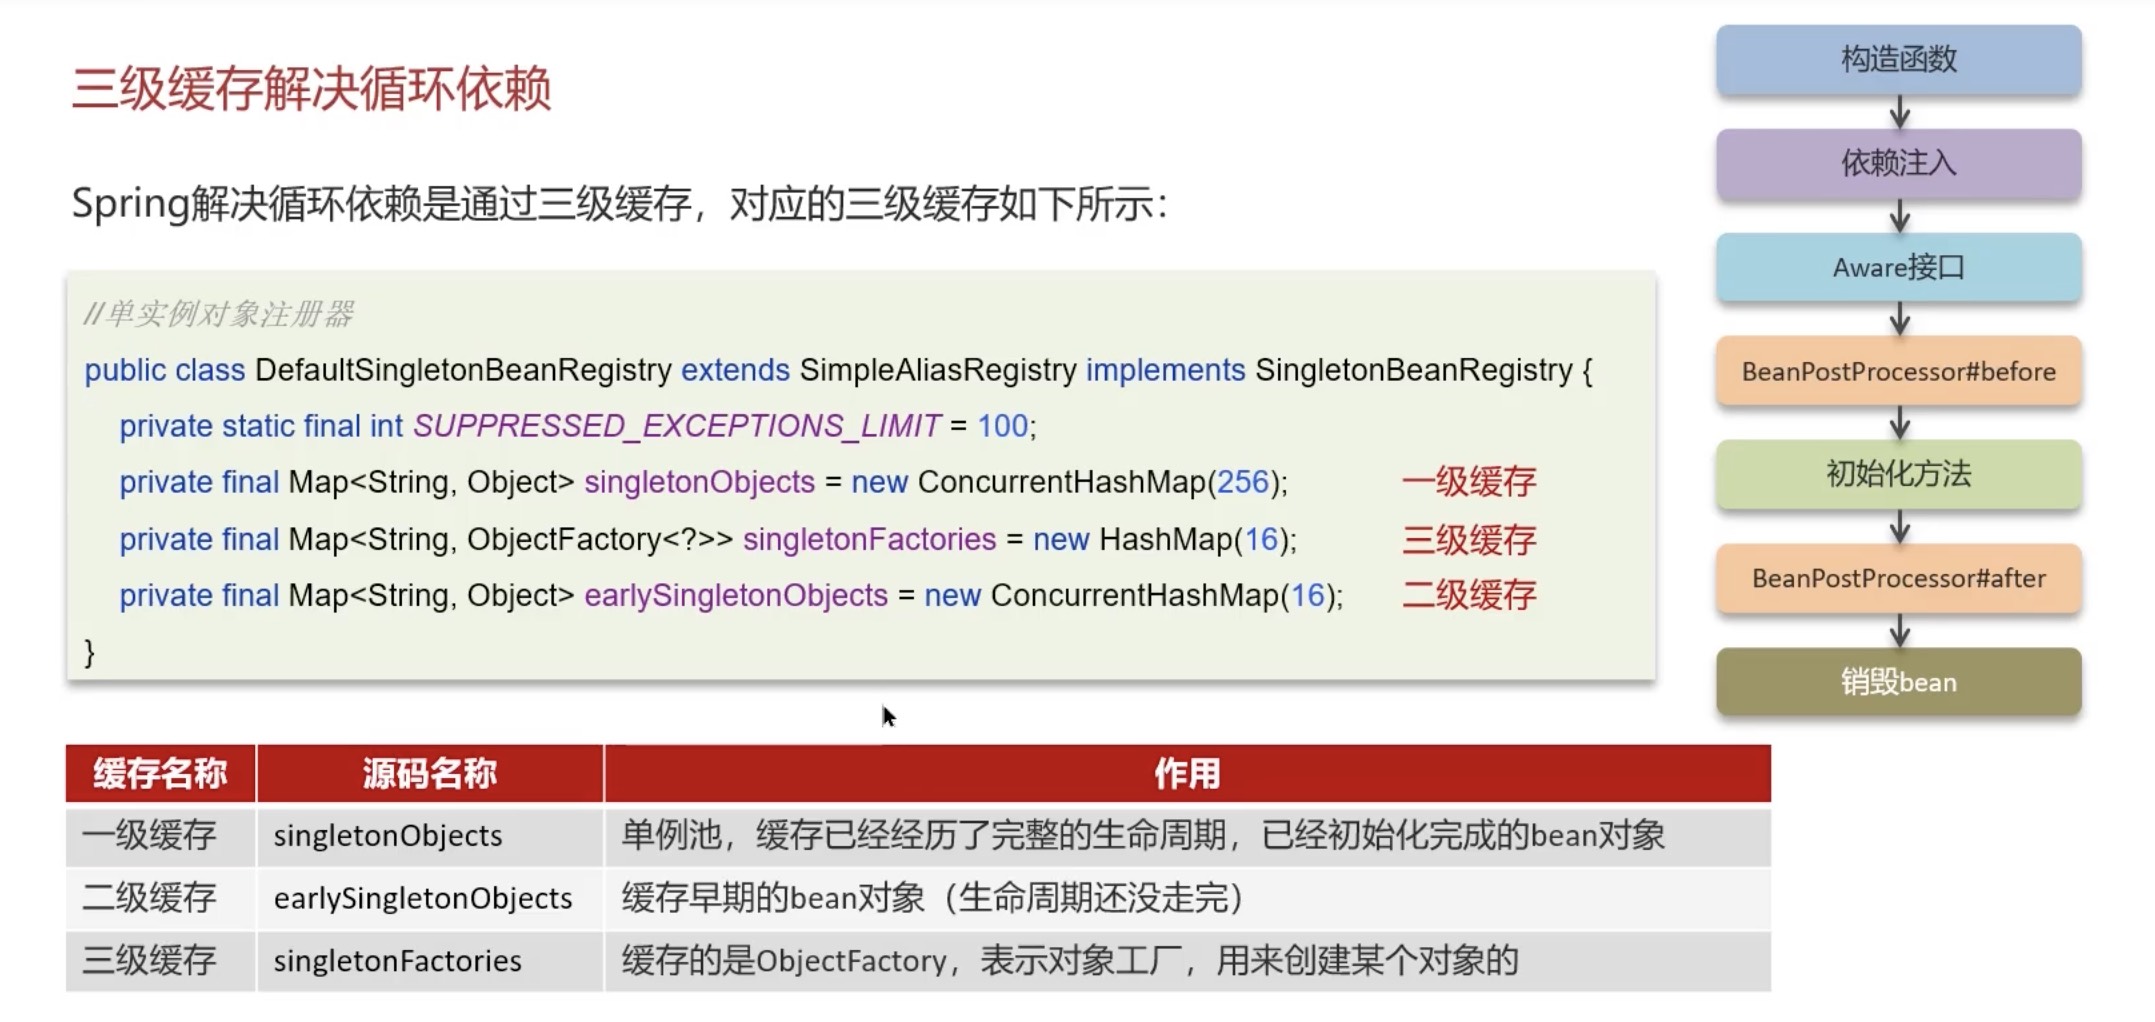 三级缓存解决循环依赖
Spring解决循环依赖是通过三级缓存，对应的三级缓存如下所示：
//单实例对象注册器
public class DefaultSingletonBeanRegistry extends SimpleAliasRegistry implements SingletonBeanRegistry {
private static final int SUPPRESSED_EXCEPTIONS_LIMIT = 100;
private final Map<String, Object> singletonObjects = new ConcurrentHashMap(256); 一级缓存
private final Map<String, ObjectFactory<?>> singletonFactories = new HashMap(16); 三级缓存
private final Map<String, Object> earlySingletonObjects = new ConcurrentHashMap(16); 二级缓存
}
缓存名称 源码名称 作用
一级缓存 singletonObjects 单例池，缓存已经经历了完整的生命周期，已经初始化完成的bean对象
二级缓存 earlySingletonObjects 缓存早期的bean对象（生命周期还没走完）
三级缓存 singletonFactories 缓存的是ObjectFactory，表示对象工厂，用来创建某个对象的
构造函数
依赖注入
Aware接口
BeanPostProcessor#before
初始化方法
BeanPostProcessor#after
销毁bean